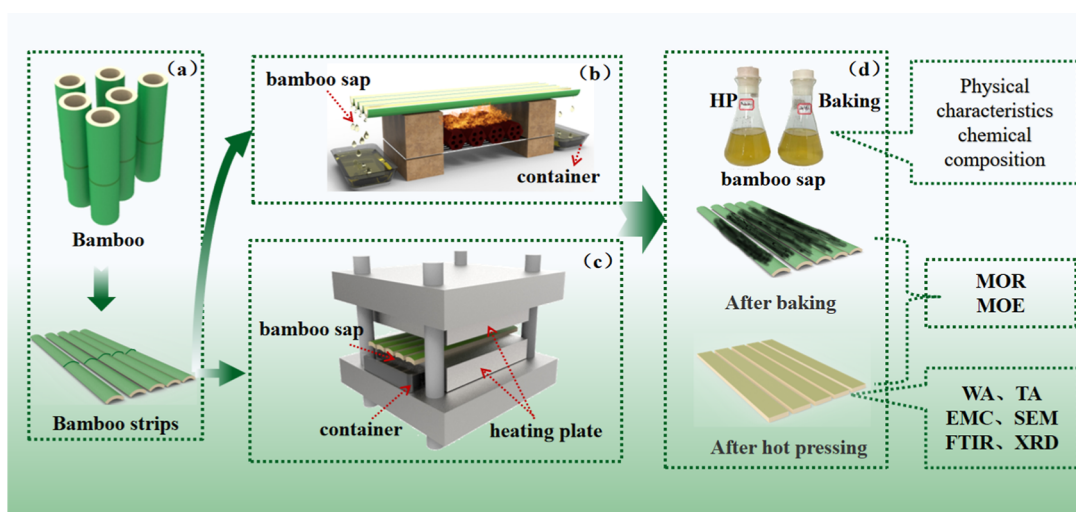 (a)
Bamboo
Bamboo strips
(b)
bamboo sap
container
(c)
bamboo sap
container
heating plate
(d)
HP
Baking
bamboo sap
After baking
After hot pressing
Physical
characteristics
chemical
composition
MOR
MOE
WA、TA
EMC、SEM
FTIR、XRD